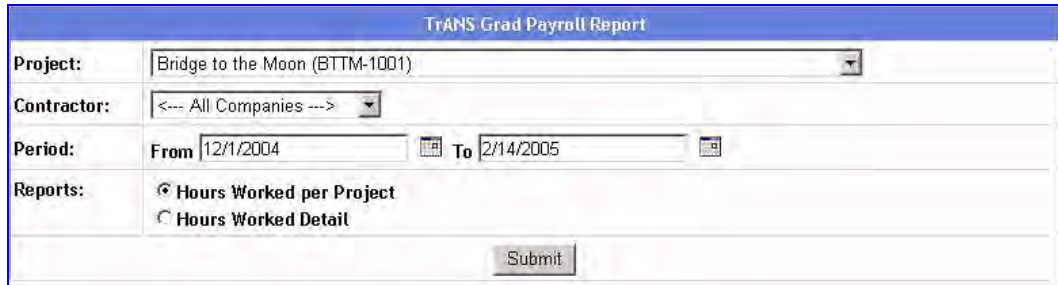 TrANS Grad Payroll Report
Project: Bridge to the Moon (BTTM-1001)
Contractor: <--- All Companies --->
Period: From 12/1/2004 To 2/14/2005
Reports: Hours Worked per Project
Hours Worked Detail
Submit